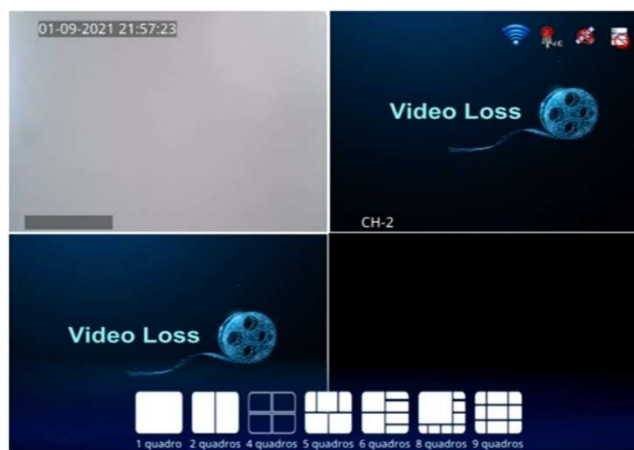 01-09-2021 21:57:23
Video Loss
CH-2
Video Loss
1 quadro 2 quadros 4 quadros 5 quadros 6 quadros 8 quadros 9 quadros